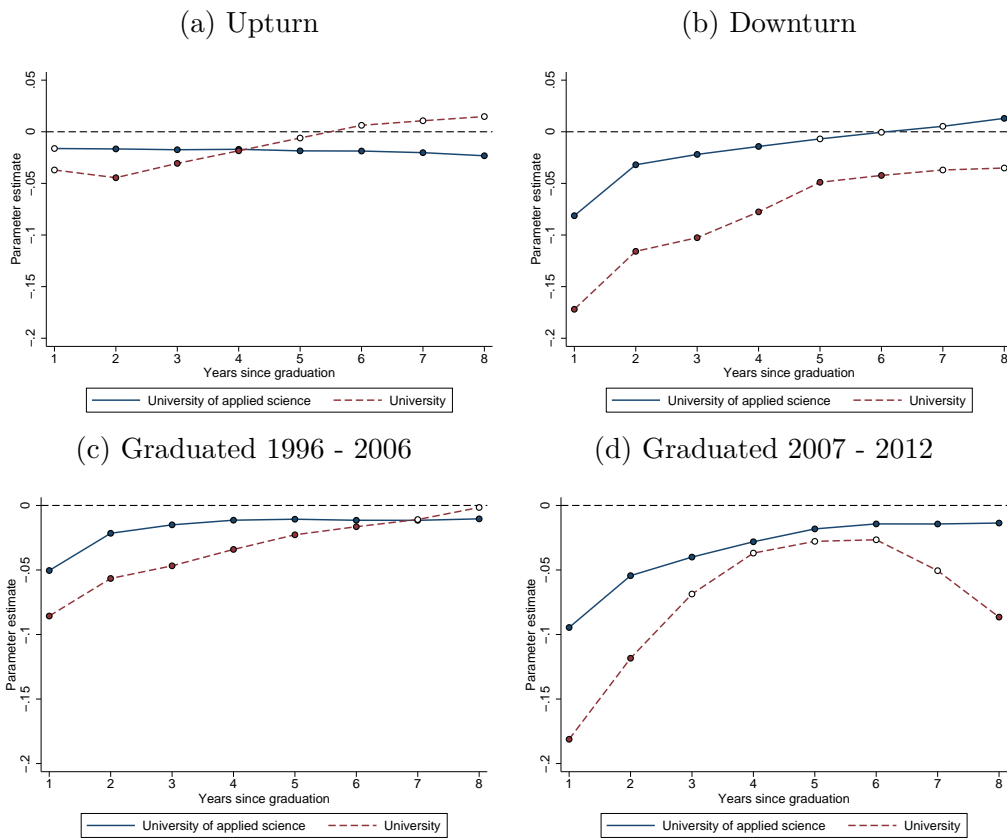 (a) Upturn
.05
0
−.05
−.1
−.15
−.2
Parameter estimate
1 2 3 4 5 6 7 8
Years since graduation
University of applied science University
(b) Downturn
.05
0
−.05
−.1
−.15
−.2
Parameter estimate
1 2 3 4 5 6 7 8
Years since graduation
University of applied science University
(c) Graduated 1996 - 2006
0
−.05
−.1
−.15
−.2
Parameter estimate
1 2 3 4 5 6 7 8
Years since graduation
University of applied science University
(d) Graduated 2007 - 2012
0
−.05
−.1
−.15
−.2
Parameter estimate
1 2 3 4 5 6 7 8
Years since graduation
University of applied science University